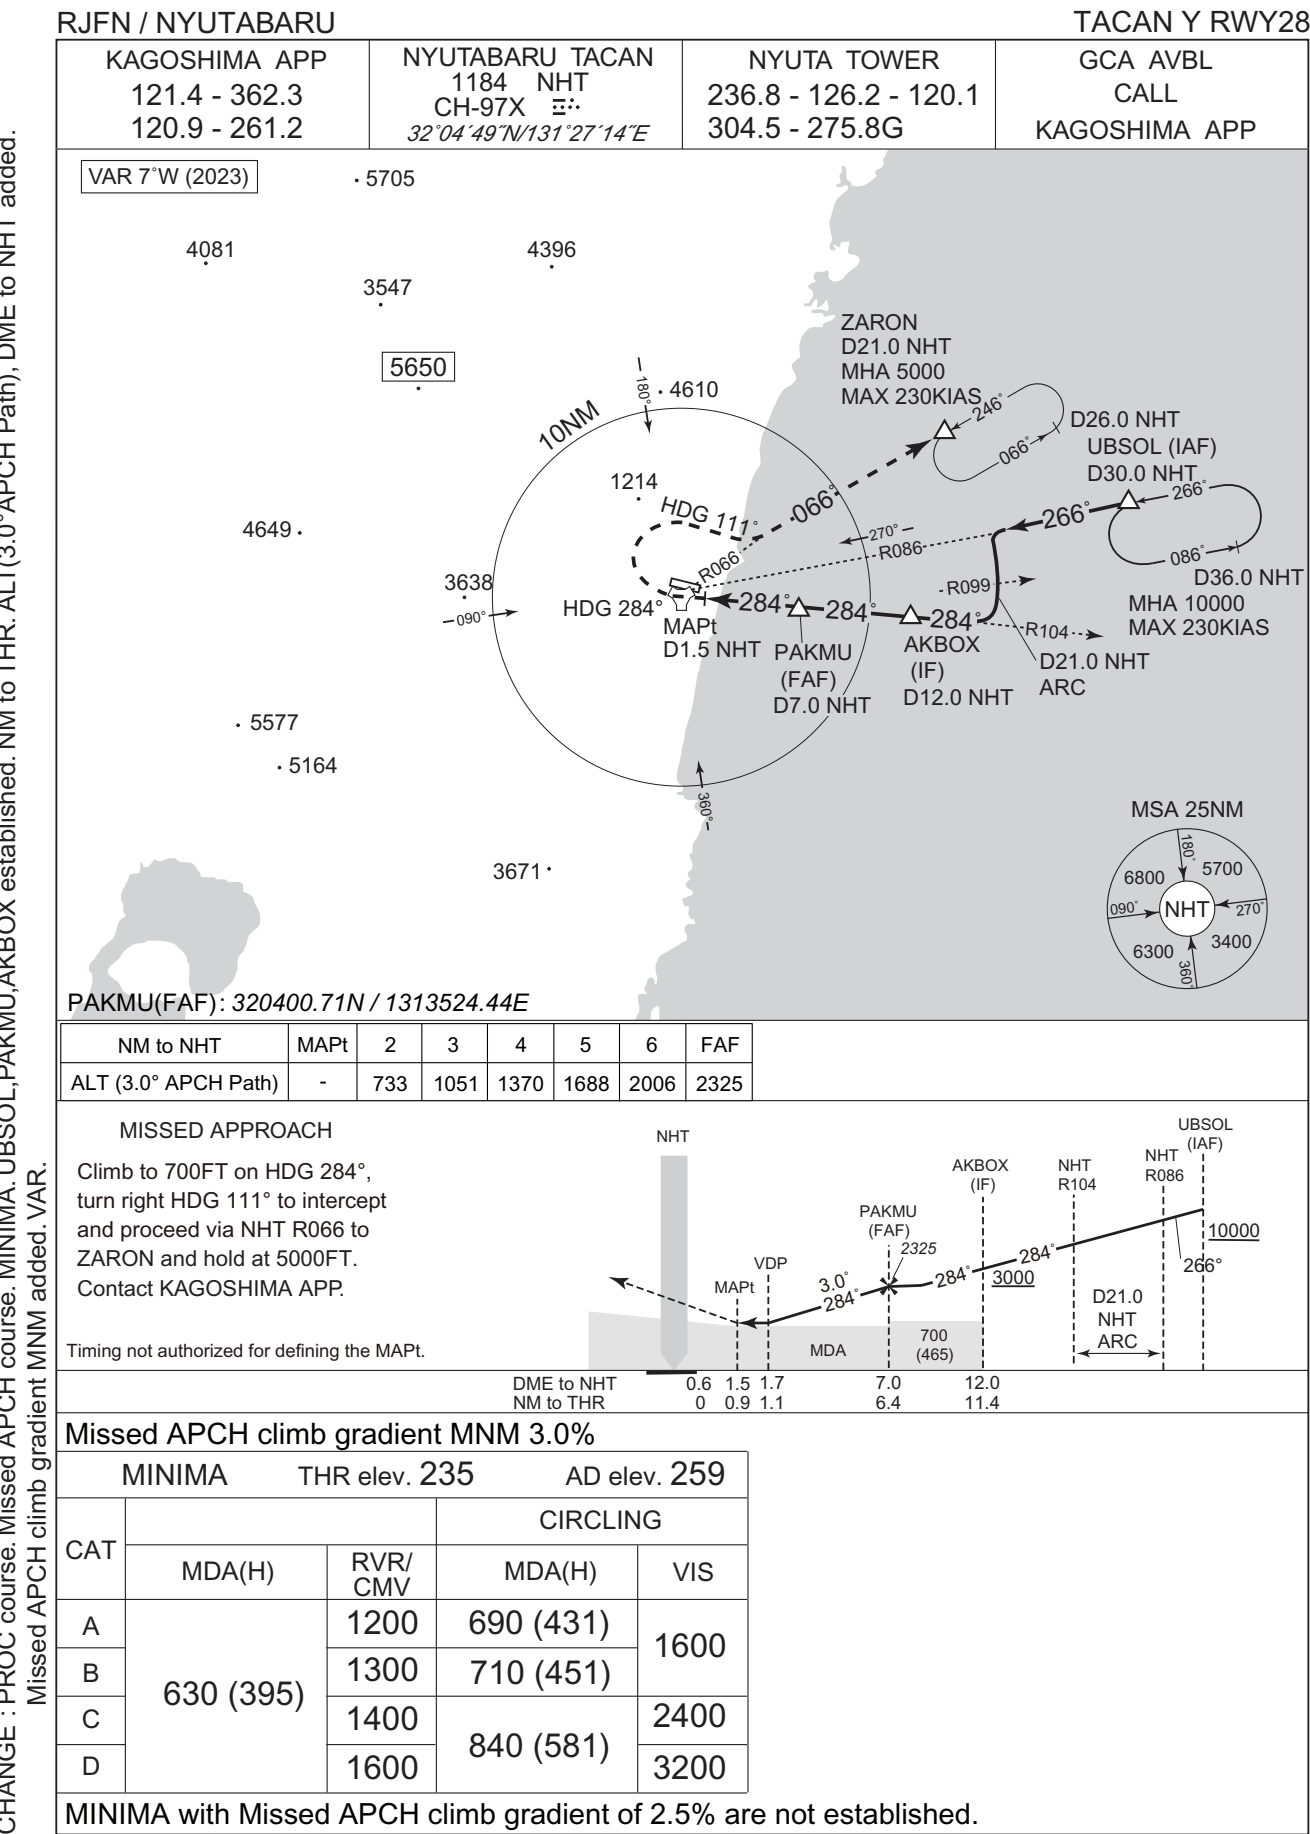 RJFN / NYUTABARU
TACAN Y RWY28
KAGOSHIMA APP
121.4 - 362.3
120.9 - 261.2
NYUTABARU TACAN
1184 NHT
CH-97X
32°04´49˝N/131°27´14˝E
NYUTA TOWER
236.8 - 126.2 - 120.1
304.5 - 275.8G
GCA AVBL
CALL
KAGOSHIMA APP
VAR 7°W (2023)
5705
4081
4396
3547
5650
4610
180°
10NM
1214
ZARON
D21.0 NHT
MHA 5000
MAX 230KIAS
246°
066°
D26.0 NHT
UBSOL (IAF)
D30.0 NHT
266°
266°
086°
D36.0 NHT
MHA 10000
MAX 230KIAS
HDG 111°
066°
270°
R086
R066
4649
3638
090°
HDG 284°
284°
284°
284°
R099
R104
MAPt
D1.5 NHT
PAKMU
(FAF)
D7.0 NHT
AKBOX
(IF)
D12.0 NHT
D21.0 NHT
ARC
5577
5164
360°
3671
MSA 25NM
180°
6800
5700
090°
NHT
270°
6300
3400
360°
PAKMU(FAF): 320400.71N / 1313524.44E
NM to NHT MAPt 2 3 4 5 6 FAF
ALT (3.0° APCH Path) - 733 1051 1370 1688 2006 2325
MISSED APPROACH
Climb to 700FT on HDG 284°,
turn right HDG 111° to intercept
and proceed via NHT R066 to
ZARON and hold at 5000FT.
Contact KAGOSHIMA APP.
Timing not authorized for defining the MAPt.
NHT
MAPt
VDP
3.0°
284°
PAKMU
(FAF)
2325
284°
AKBOX
(IF)
3000
284°
NHT
R104
NHT
R086
UBSOL
(IAF)
10000
266°
D21.0
NHT
ARC
MDA
700
(465)
DME to NHT 0.6 1.5 1.7 7.0 12.0
NM to THR 0 0.9 1.1 6.4 11.4
Missed APCH climb gradient MNM 3.0%
MINIMA THR elev. 235 AD elev. 259
CAT
CIRCLING
MDA(H)
RVR/
CMV
MDA(H)
VIS
A
B
C
D
630 (395)
1200
1300
1400
1600
690 (431)
710 (451)
840 (581)
1600
2400
3200
MINIMA with Missed APCH climb gradient of 2.5% are not established.
CHANGE : PROC course. Missed APCH course. MINIMA. UBSOL,PAKMU,AKBOX established. NM to THR. ALT(3.0°APCH Path), DME to NHT added.
Missed APCH climb gradient MNM added. VAR.